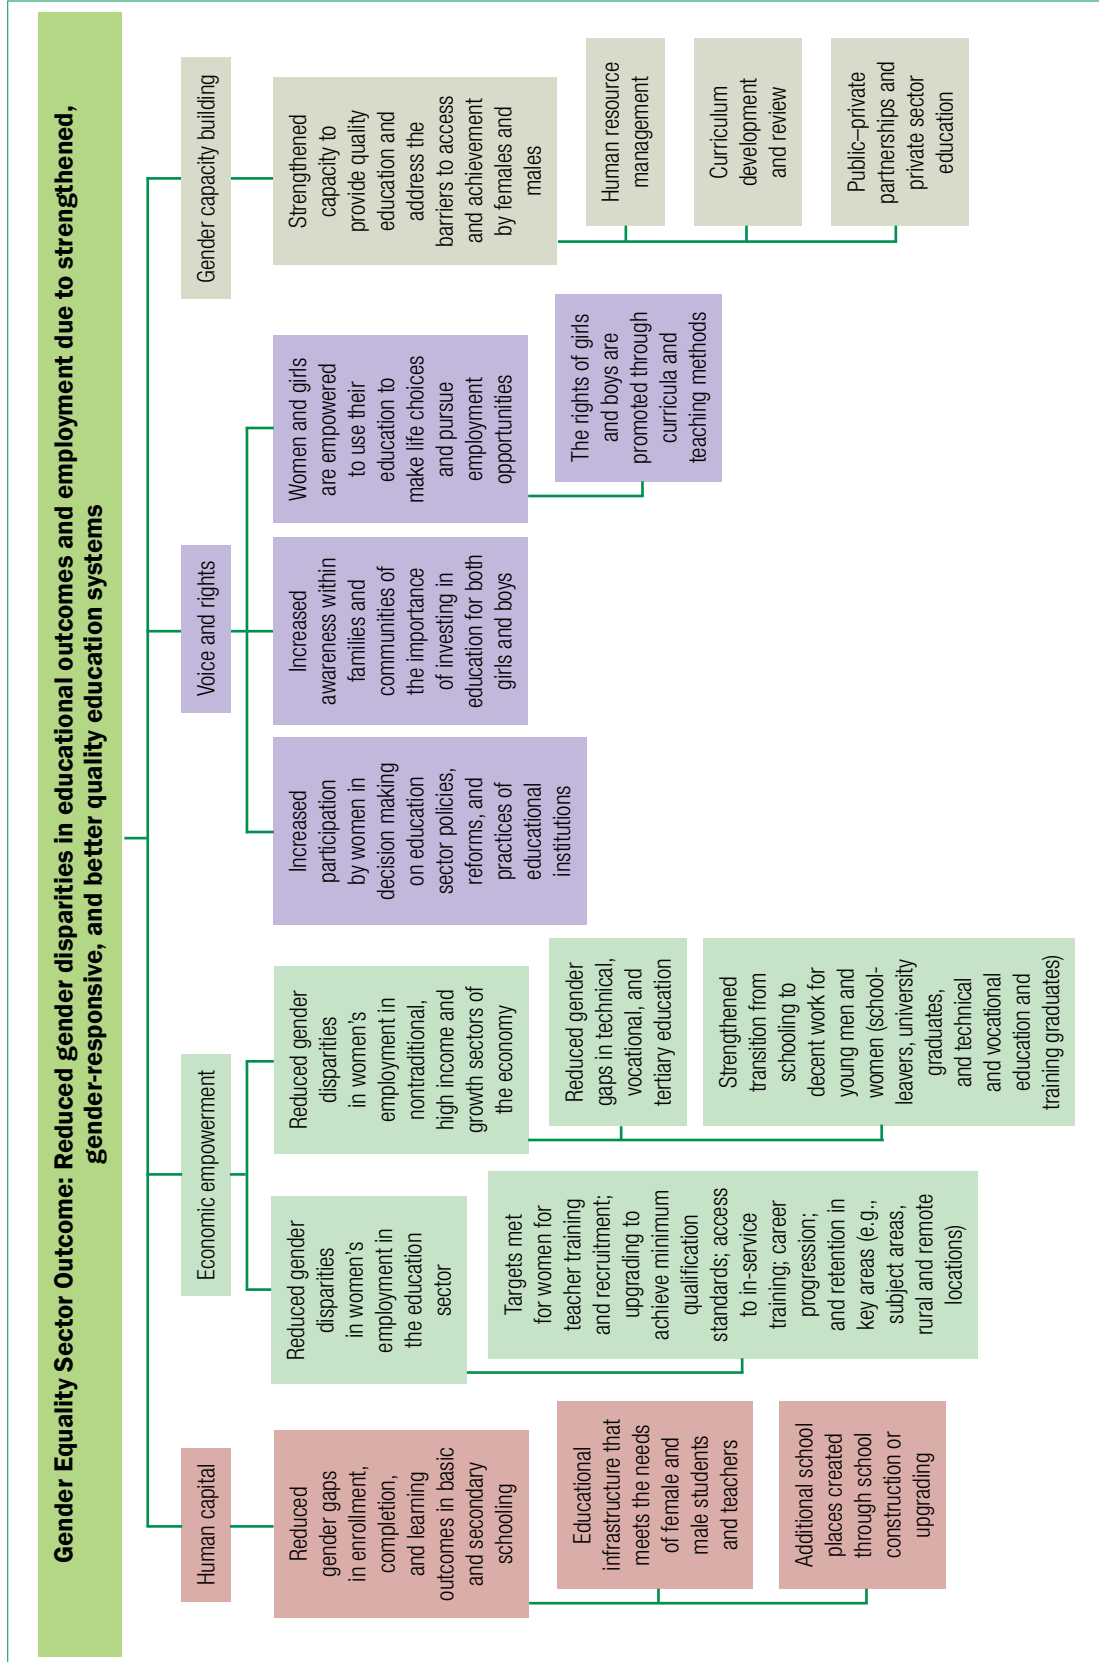 Gender Equality Sector Outcome: Reduced gender disparities in educational outcomes and employment due to strengthened,
gender-responsive, and better quality education systems
Human capital
Reduced
gender gaps
in enrollment,
completion,
and learning
outcomes in basic
and secondary
schooling
Educational
infrastructure that
meets the needs
of female and
male students
and teachers
Additional school
places created
through school
construction or
upgrading
Economic empowerment
Reduced gender
disparities
in women's
employment in
the education
sector
Targets met
for women for
teacher training
and recruitment;
upgrading to
achieve minimum
qualification
standards; access
to in-service
training; career
progression;
and retention in
key areas (e.g.,
subject areas,
rural and remote
locations)
Reduced gender
disparities
in women's
employment in
nontraditional,
high income and
growth sectors of
the economy
Reduced gender
gaps in technical,
vocational, and
tertiary education
Strengthened
transition from
schooling to
decent work for
young men and
women (school-
leavers, university
graduates,
and technical
and vocational
education and
training graduates)
Voice and rights
Increased
participation
by women in
decision making
on education
sector policies,
reforms, and
practices of
educational
institutions
Increased
awareness within
families and
communities of
the importance
of investing in
education for both
girls and boys
Women and girls
are empowered
to use their
education to
make life choices
and pursue
employment
opportunities
The rights of girls
and boys are
promoted through
curricula and
teaching methods
Gender capacity building
Strengthened
capacity to
provide quality
education and
address the
barriers to access
and achievement
by females and
males
Human resource
management
Curriculum
development
and review
Public–private
partnerships and
private sector
education